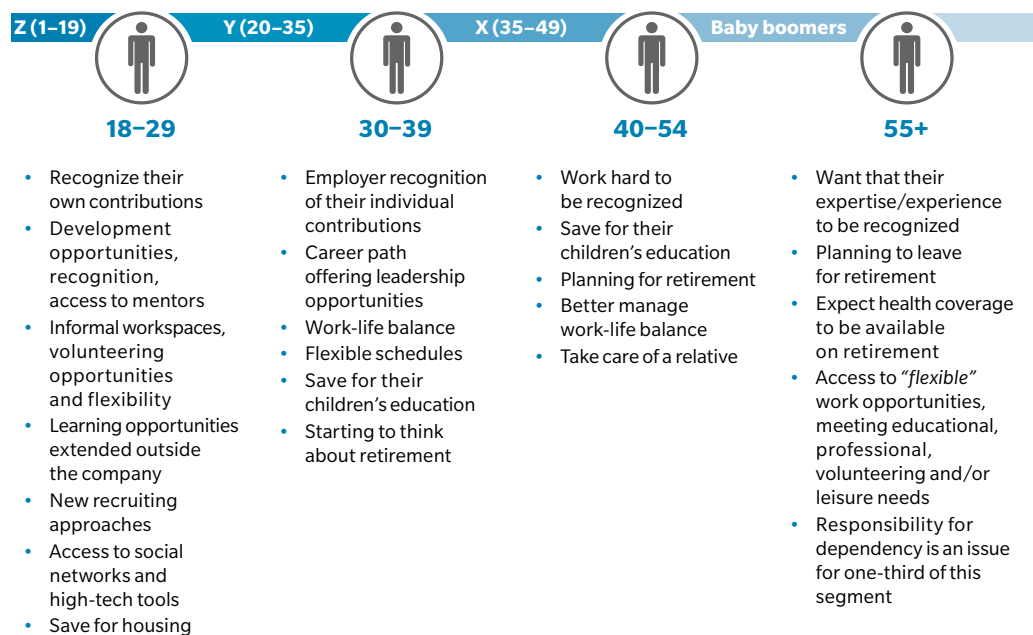 Z (1–19)
Y (20–35)
X (35–49)
Baby boomers
18–29
• Recognize their
own contributions
• Development
opportunities,
recognition,
access to mentors
• Informal workspaces,
volunteering
opportunities
and flexibility
• Learning opportunities
extended outside
the company
• New recruiting
approaches
• Access to social
networks and
high-tech tools
• Save for housing
30–39
• Employer recognition
of their individual
contributions
• Career path
offering leadership
opportunities
• Work-life balance
• Flexible schedules
• Save for their
children’s education
• Starting to think
about retirement
40–54
• Work hard to
be recognized
• Save for their
children’s education
• Planning for retirement
• Better manage
work-life balance
• Take care of a relative
55+
• Want that their
expertise/experience
to be recognized
• Planning to leave
for retirement
• Expect health coverage
to be available
on retirement
• Access to “flexible”
work opportunities,
meeting educational,
professional,
volunteering and/or
leisure needs
• Responsibility for
dependency is an issue
for one-third of this
segment